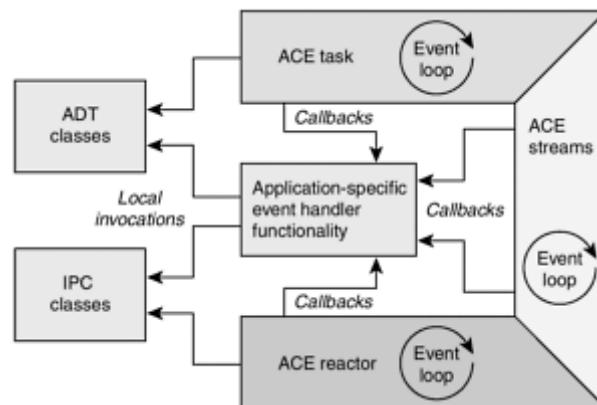 ACE task
Event
loop
ADT
classes
Callbacks
ACE
streams
Application-specific
event handler
functionality
Local
invocations
Callbacks
IPC
classes
Callbacks
Event
loop
ACE reactor
Event
loop